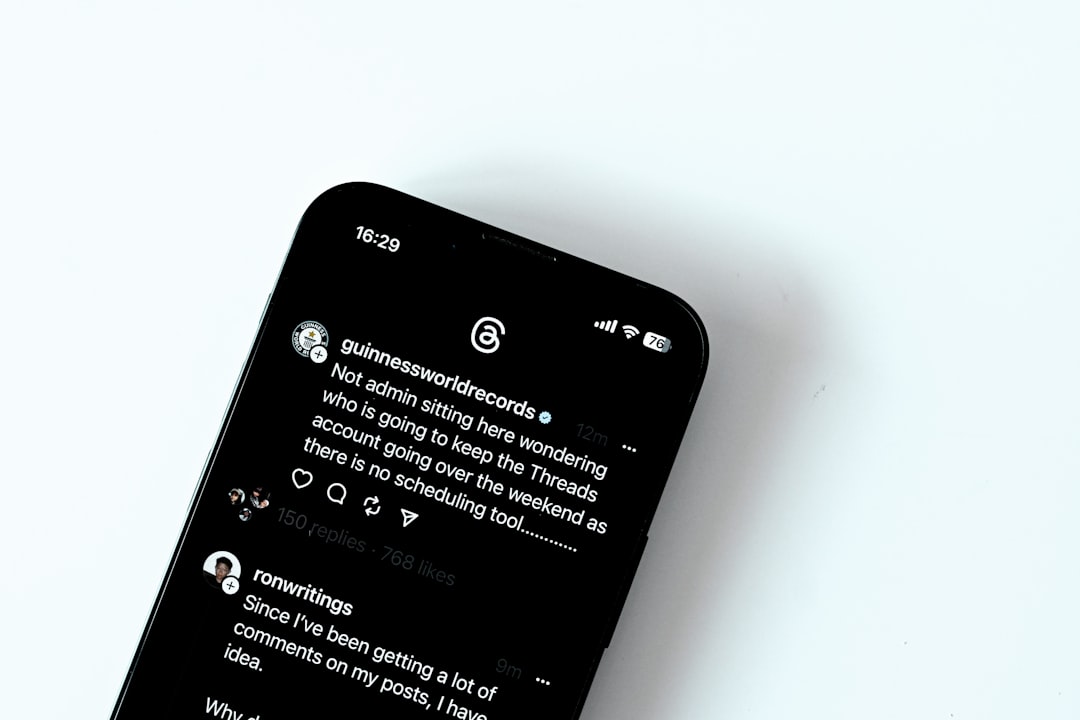 16:29
76
GUINNESS
guinnessworldrecords
12m
Not admin sitting here wondering
who is going to keep the Threads
account going over the weekend as
there is no scheduling tool............
150 replies · 768 likes
ronwritings
9m
Since I've been getting a lot of
comments on my posts, I have
idea.
Why